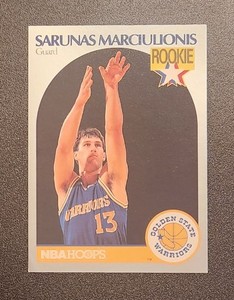 SARUNAS MARCIULIONIS
Guard
ROOKIE
WARRIORS
13
NBA HOOPS
GOLDEN STATE
WARRIORS